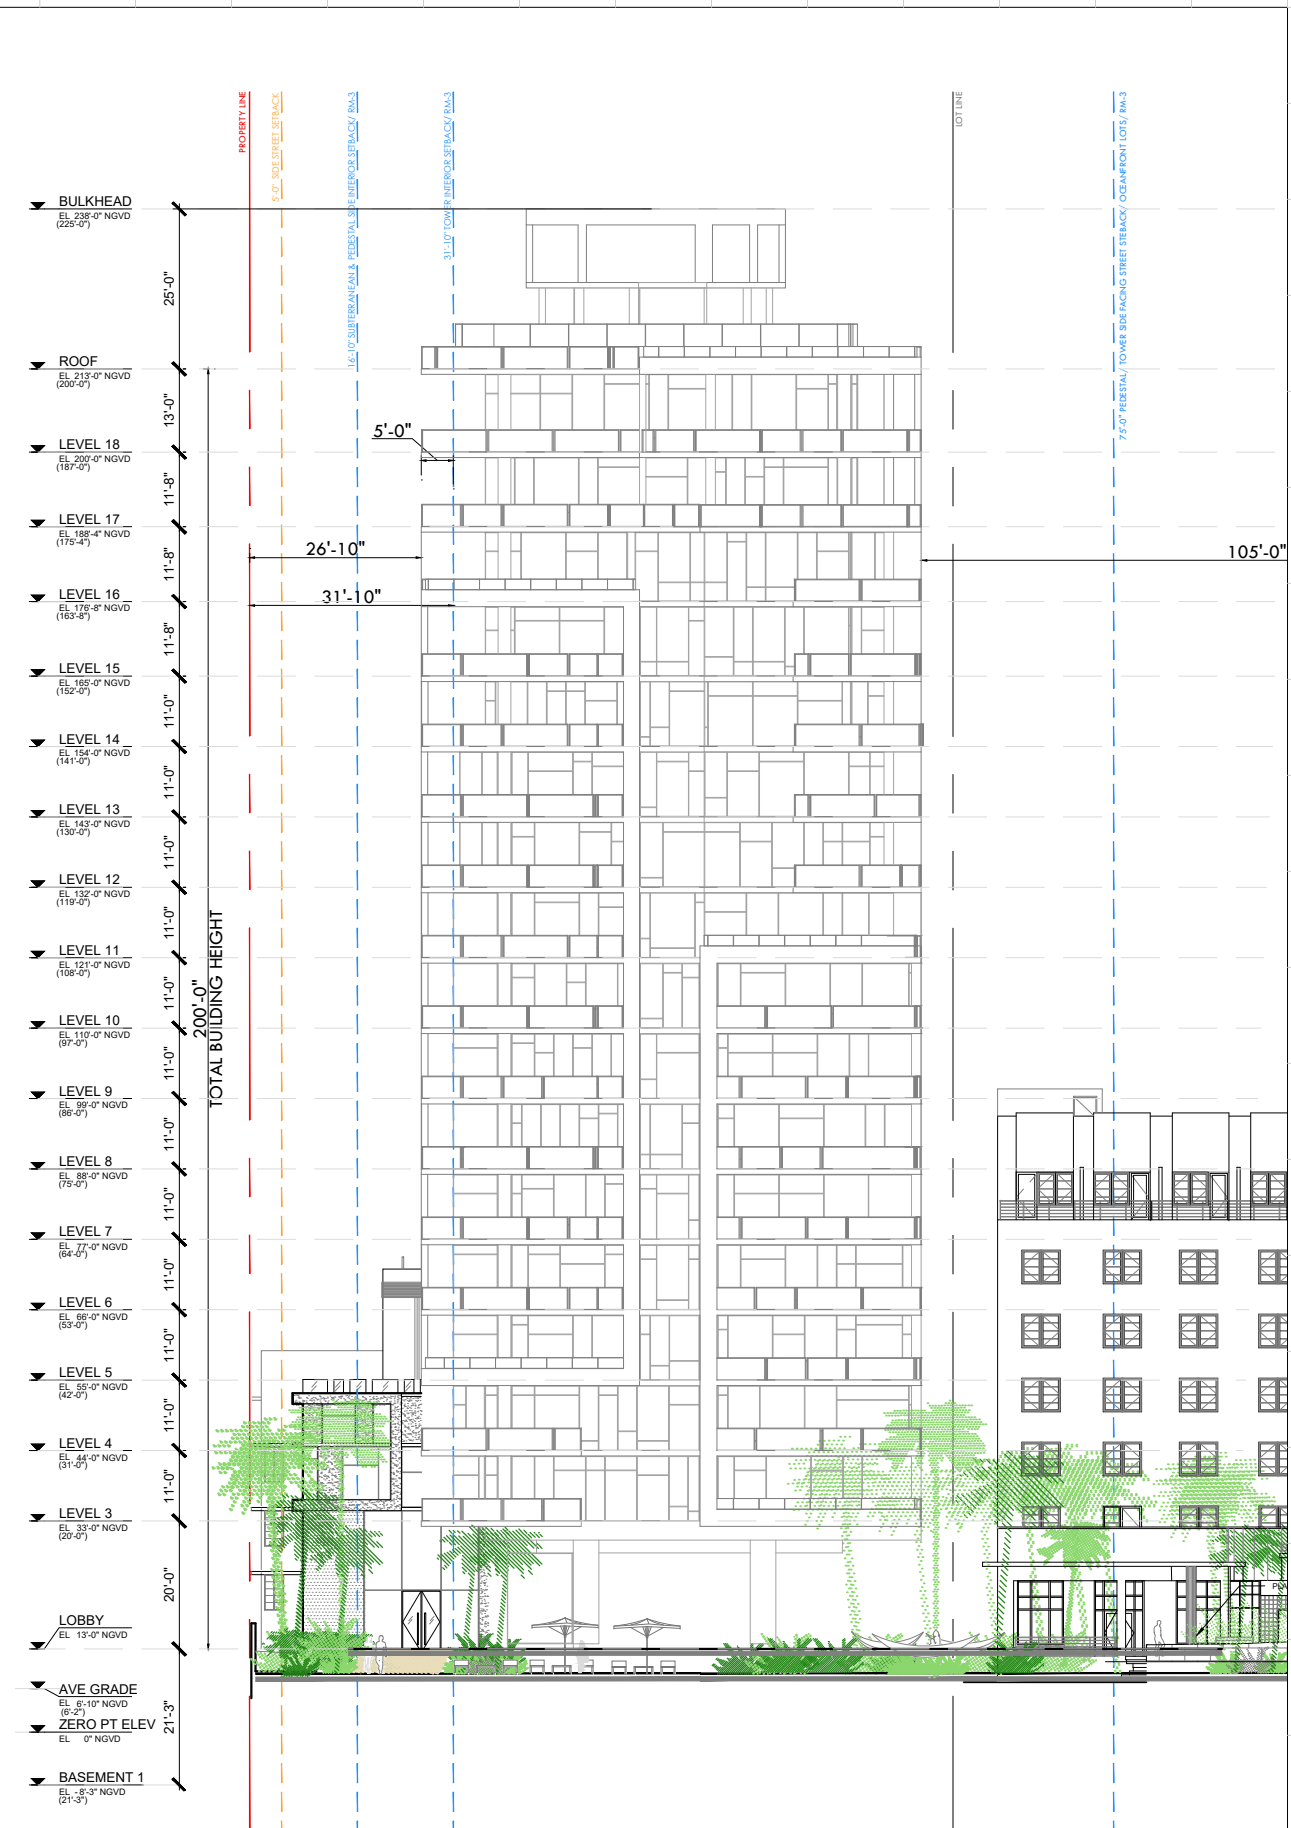 PROPERTY LINE
5'-0" SIDE STREET SETBACK
16'-10" SUBTERRANEAN & PEDESTAL SIDE INTERIOR SETBACK/ RM-3
31'-10" TOWER INTERIOR SETBACK/ RM-3
LOT LINE
75'-0" PEDESTAL/ TOWER SIDE FACING STREET STEBACK/ OCEANFRONT LOTS/ RM-3
BULKHEAD
EL 238'-0" NGVD
(225'-0")
25'-0"
ROOF
EL 213'-0" NGVD
(200'-0")
13'-0"
5'-0"
LEVEL 18
EL 200'-0" NGVD
(187'-0")
11'-8"
LEVEL 17
EL 188'-4" NGVD
(175'-4")
11'-8"
26'-10"
105'-0"
LEVEL 16
EL 176'-8" NGVD
(163'-8")
31'-10"
11'-8"
LEVEL 15
EL 165'-0" NGVD
(152'-0")
11'-0"
LEVEL 14
EL 154'-0" NGVD
(141'-0")
11'-0"
LEVEL 13
EL 143'-0" NGVD
(130'-0")
11'-0"
LEVEL 12
EL 132'-0" NGVD
(119'-0")
11'-0"
LEVEL 11
EL 121'-0" NGVD
(108'-0")
11'-0"
200'-0"
TOTAL BUILDING HEIGHT
LEVEL 10
EL 110'-0" NGVD
(97'-0")
11'-0"
LEVEL 9
EL 99'-0" NGVD
(86'-0")
11'-0"
LEVEL 8
EL 88'-0" NGVD
(75'-0")
11'-0"
LEVEL 7
EL 77'-0" NGVD
(64'-0")
11'-0"
LEVEL 6
EL 66'-0" NGVD
(53'-0")
11'-0"
LEVEL 5
EL 55'-0" NGVD
(42'-0")
11'-0"
LEVEL 4
EL 44'-0" NGVD
(31'-0")
11'-0"
LEVEL 3
EL 33'-0" NGVD
(20'-0")
20'-0"
PLA
LOBBY
EL 13'-0" NGVD
AVE GRADE
EL 6'-10" NGVD
(6'-2")
21'-3"
ZERO PT ELEV
EL 0" NGVD
BASEMENT 1
EL - 8'-3" NGVD
(21'-3")